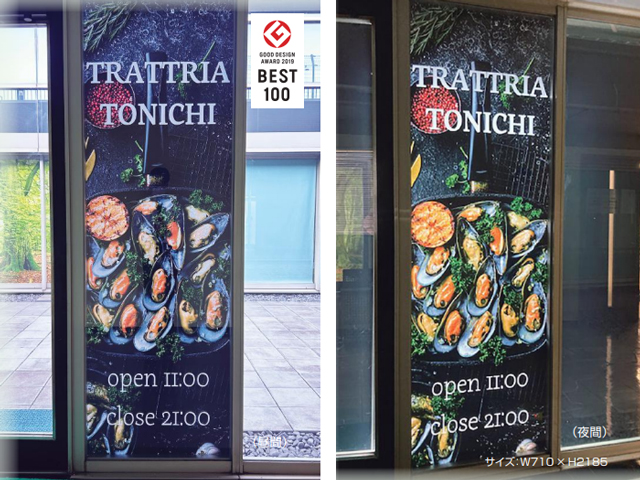 TRATTRIA
TONICHI
open 11:00
close 21:00
(昼間)
GOOD DESIGN
AWARD 2019
BEST
100
TRATTRIA
TONICHI
open 11:00
close 21:00
(夜間)
サイズ:W710×H2185